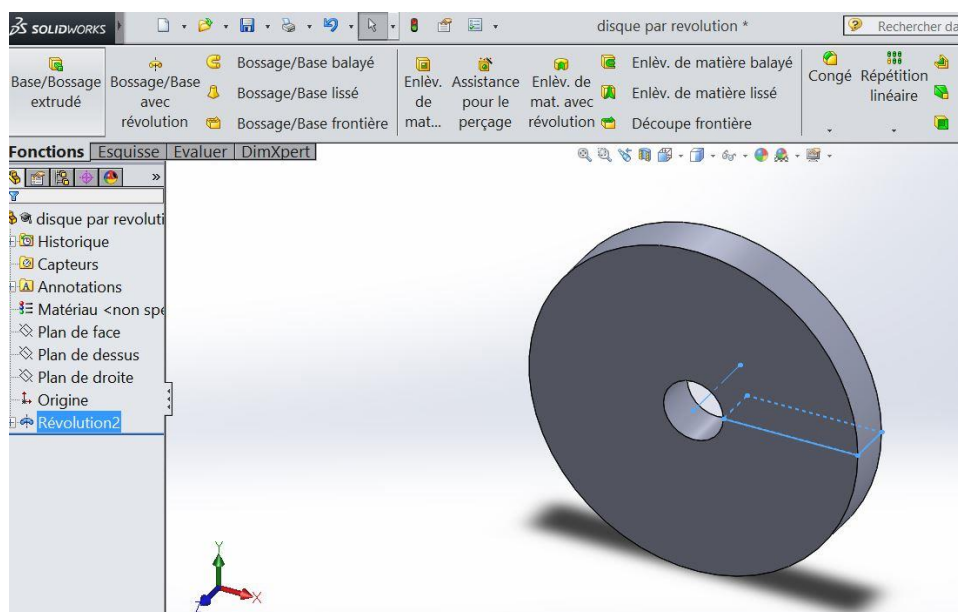 SOLIDWORKS
disque par revolution *
Rechercher da
Base/Bossage extrudé
Bossage/Base avec révolution
Bossage/Base balayé
Bossage/Base lissé
Bossage/Base frontière
Enlèv. de mat...
Assistance pour le perçage
Enlèv. de mat. avec révolution
Enlèv. de matière balayé
Enlèv. de matière lissé
Découpe frontière
Congé
Répétition linéaire
Fonctions Esquisse Evaluer DimXpert
»
disque par revoluti
Historique
Capteurs
Annotations
Matériau <non spe
Plan de face
Plan de dessus
Plan de droite
Origine
Révolution2
Y
X
Z